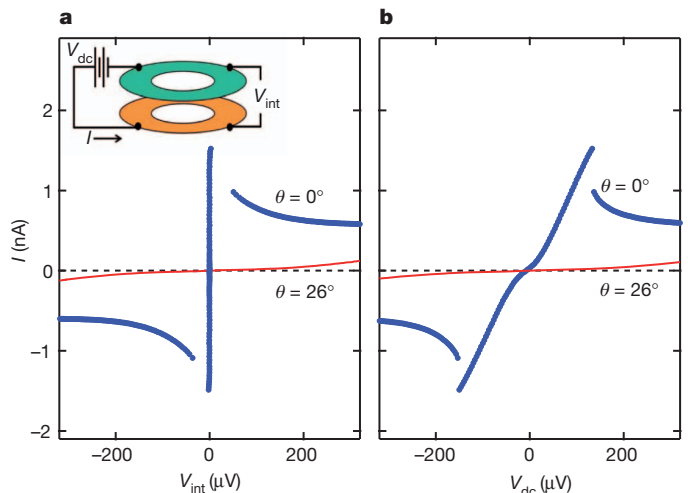 a
b
V_dc
V_int
I
2
1
0
−1
−2
I (nA)
θ = 0°
θ = 26°
θ = 0°
θ = 26°
−200
0
200
−200
0
200
V_int (μV)
V_dc (μV)